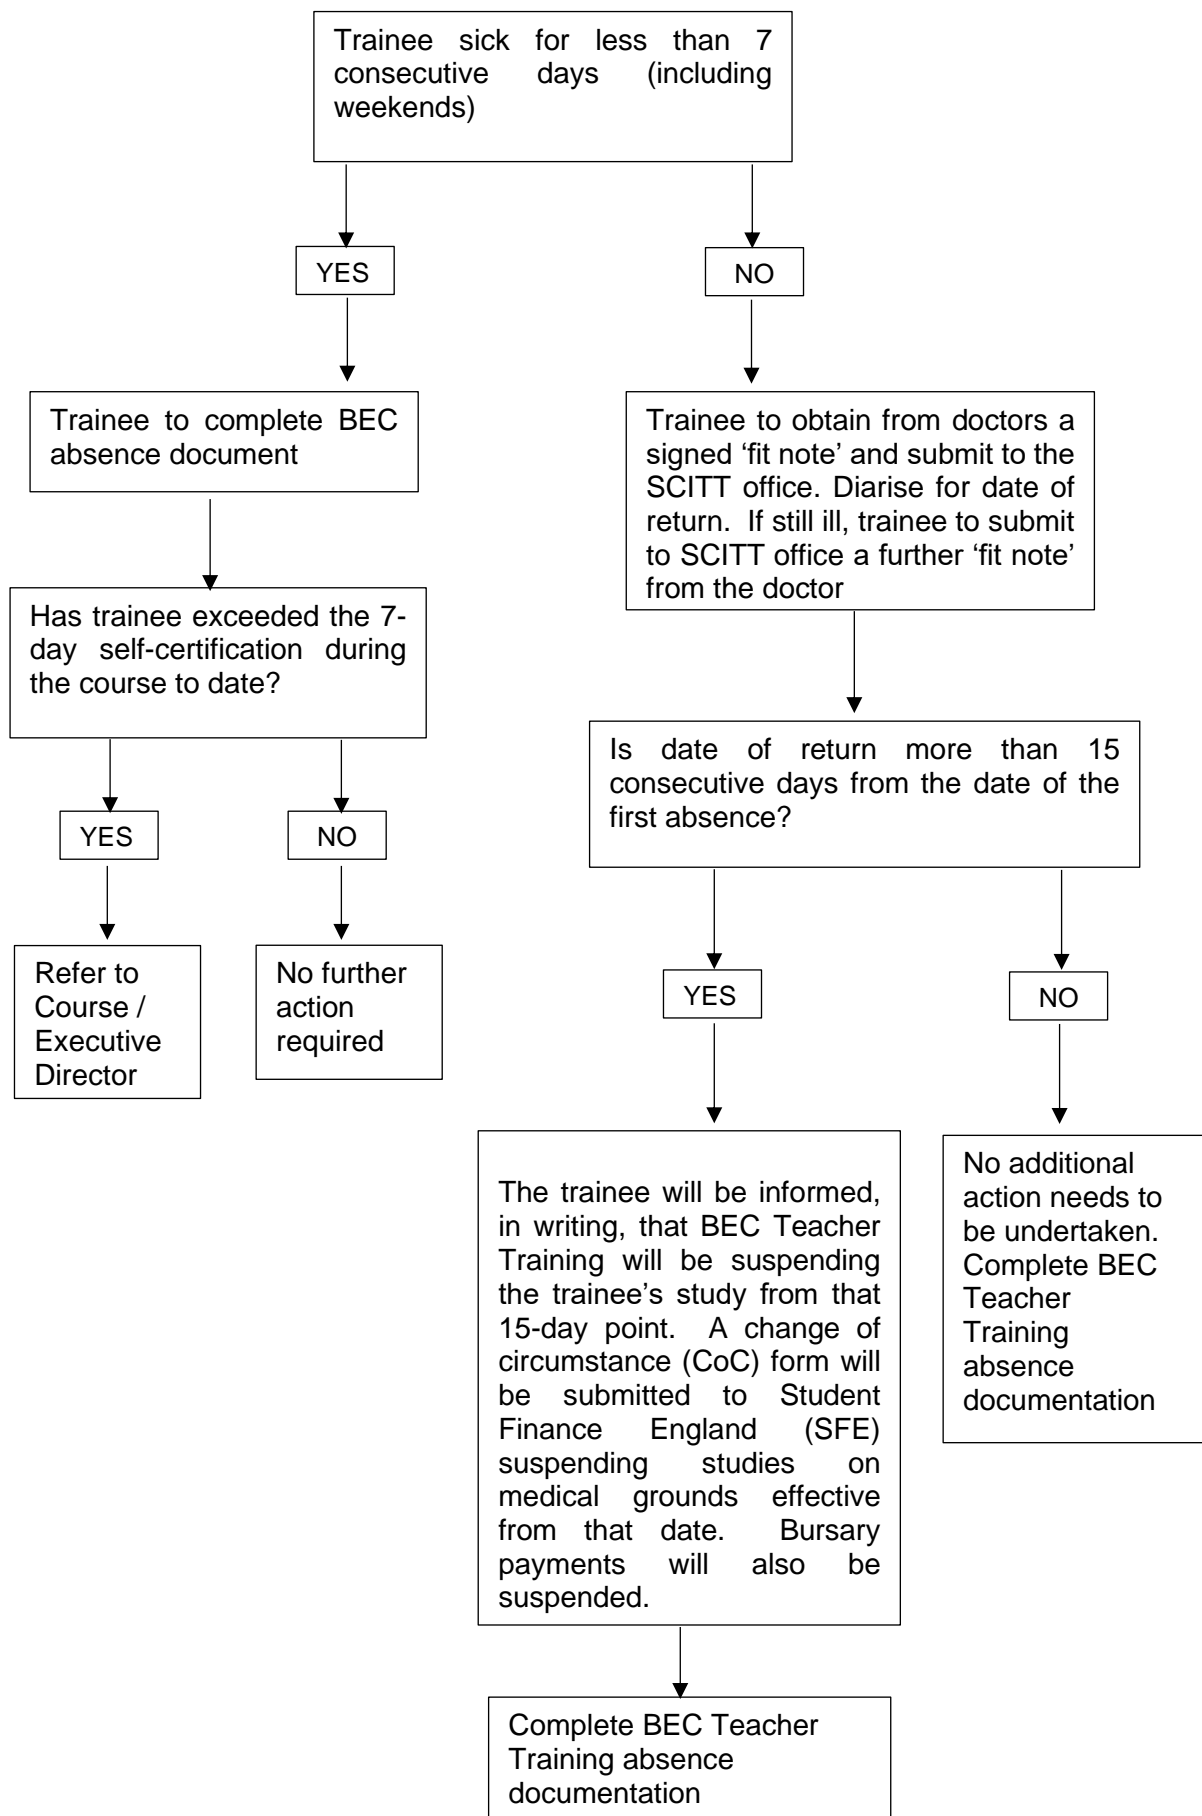 Trainee sick for less than 7
consecutive days (including
weekends)
YES
NO
Trainee to complete BEC
absence document
Trainee to obtain from doctors a
signed ‘fit note’ and submit to the
SCITT office. Diarise for date of
return. If still ill, trainee to submit
to SCITT office a further ‘fit note’
from the doctor
Has trainee exceeded the 7-
day self-certification during
the course to date?
Is date of return more than 15
consecutive days from the date of the
first absence?
YES
NO
Refer to
Course /
Executive
Director
No further
action
required
YES
NO
The trainee will be informed,
in writing, that BEC Teacher
Training will be suspending
the trainee’s study from that
15-day point. A change of
circumstance (CoC) form will
be submitted to Student
Finance England (SFE)
suspending studies on
medical grounds effective
from that date. Bursary
payments will also be
suspended.
No additional
action needs to
be undertaken.
Complete BEC
Teacher
Training
absence
documentation
Complete BEC Teacher
Training absence
documentation